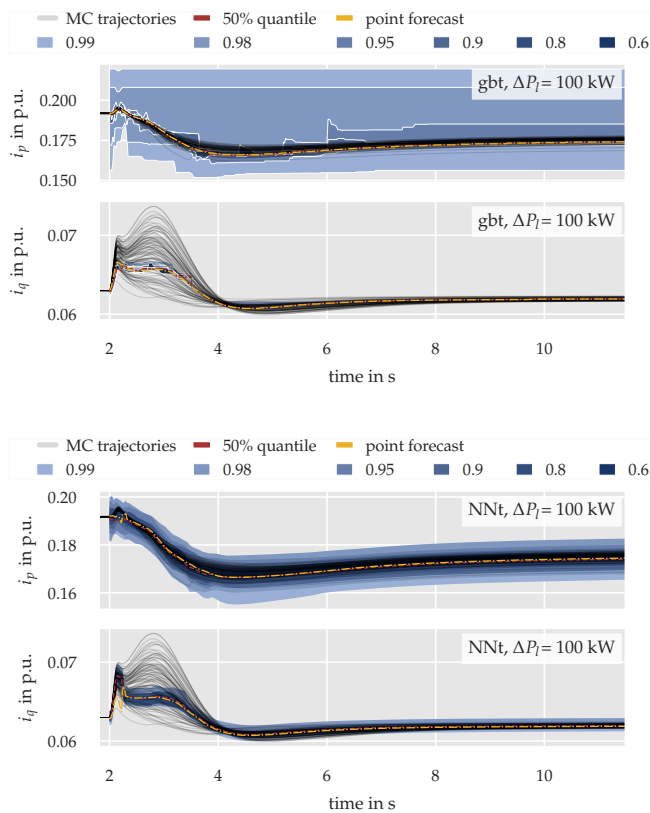 MC trajectories 50% quantile point forecast
0.99 0.98 0.95 0.9 0.8 0.6
0.200
0.175
0.150
i_p in p.u.
gbt, ΔP_l = 100 kW
0.07
0.06
i_q in p.u.
gbt, ΔP_l = 100 kW
2 4 6 8 10
time in s
MC trajectories 50% quantile point forecast
0.99 0.98 0.95 0.9 0.8 0.6
0.20
0.18
0.16
i_p in p.u.
NNt, ΔP_l = 100 kW
0.07
0.06
i_q in p.u.
NNt, ΔP_l = 100 kW
2 4 6 8 10
time in s